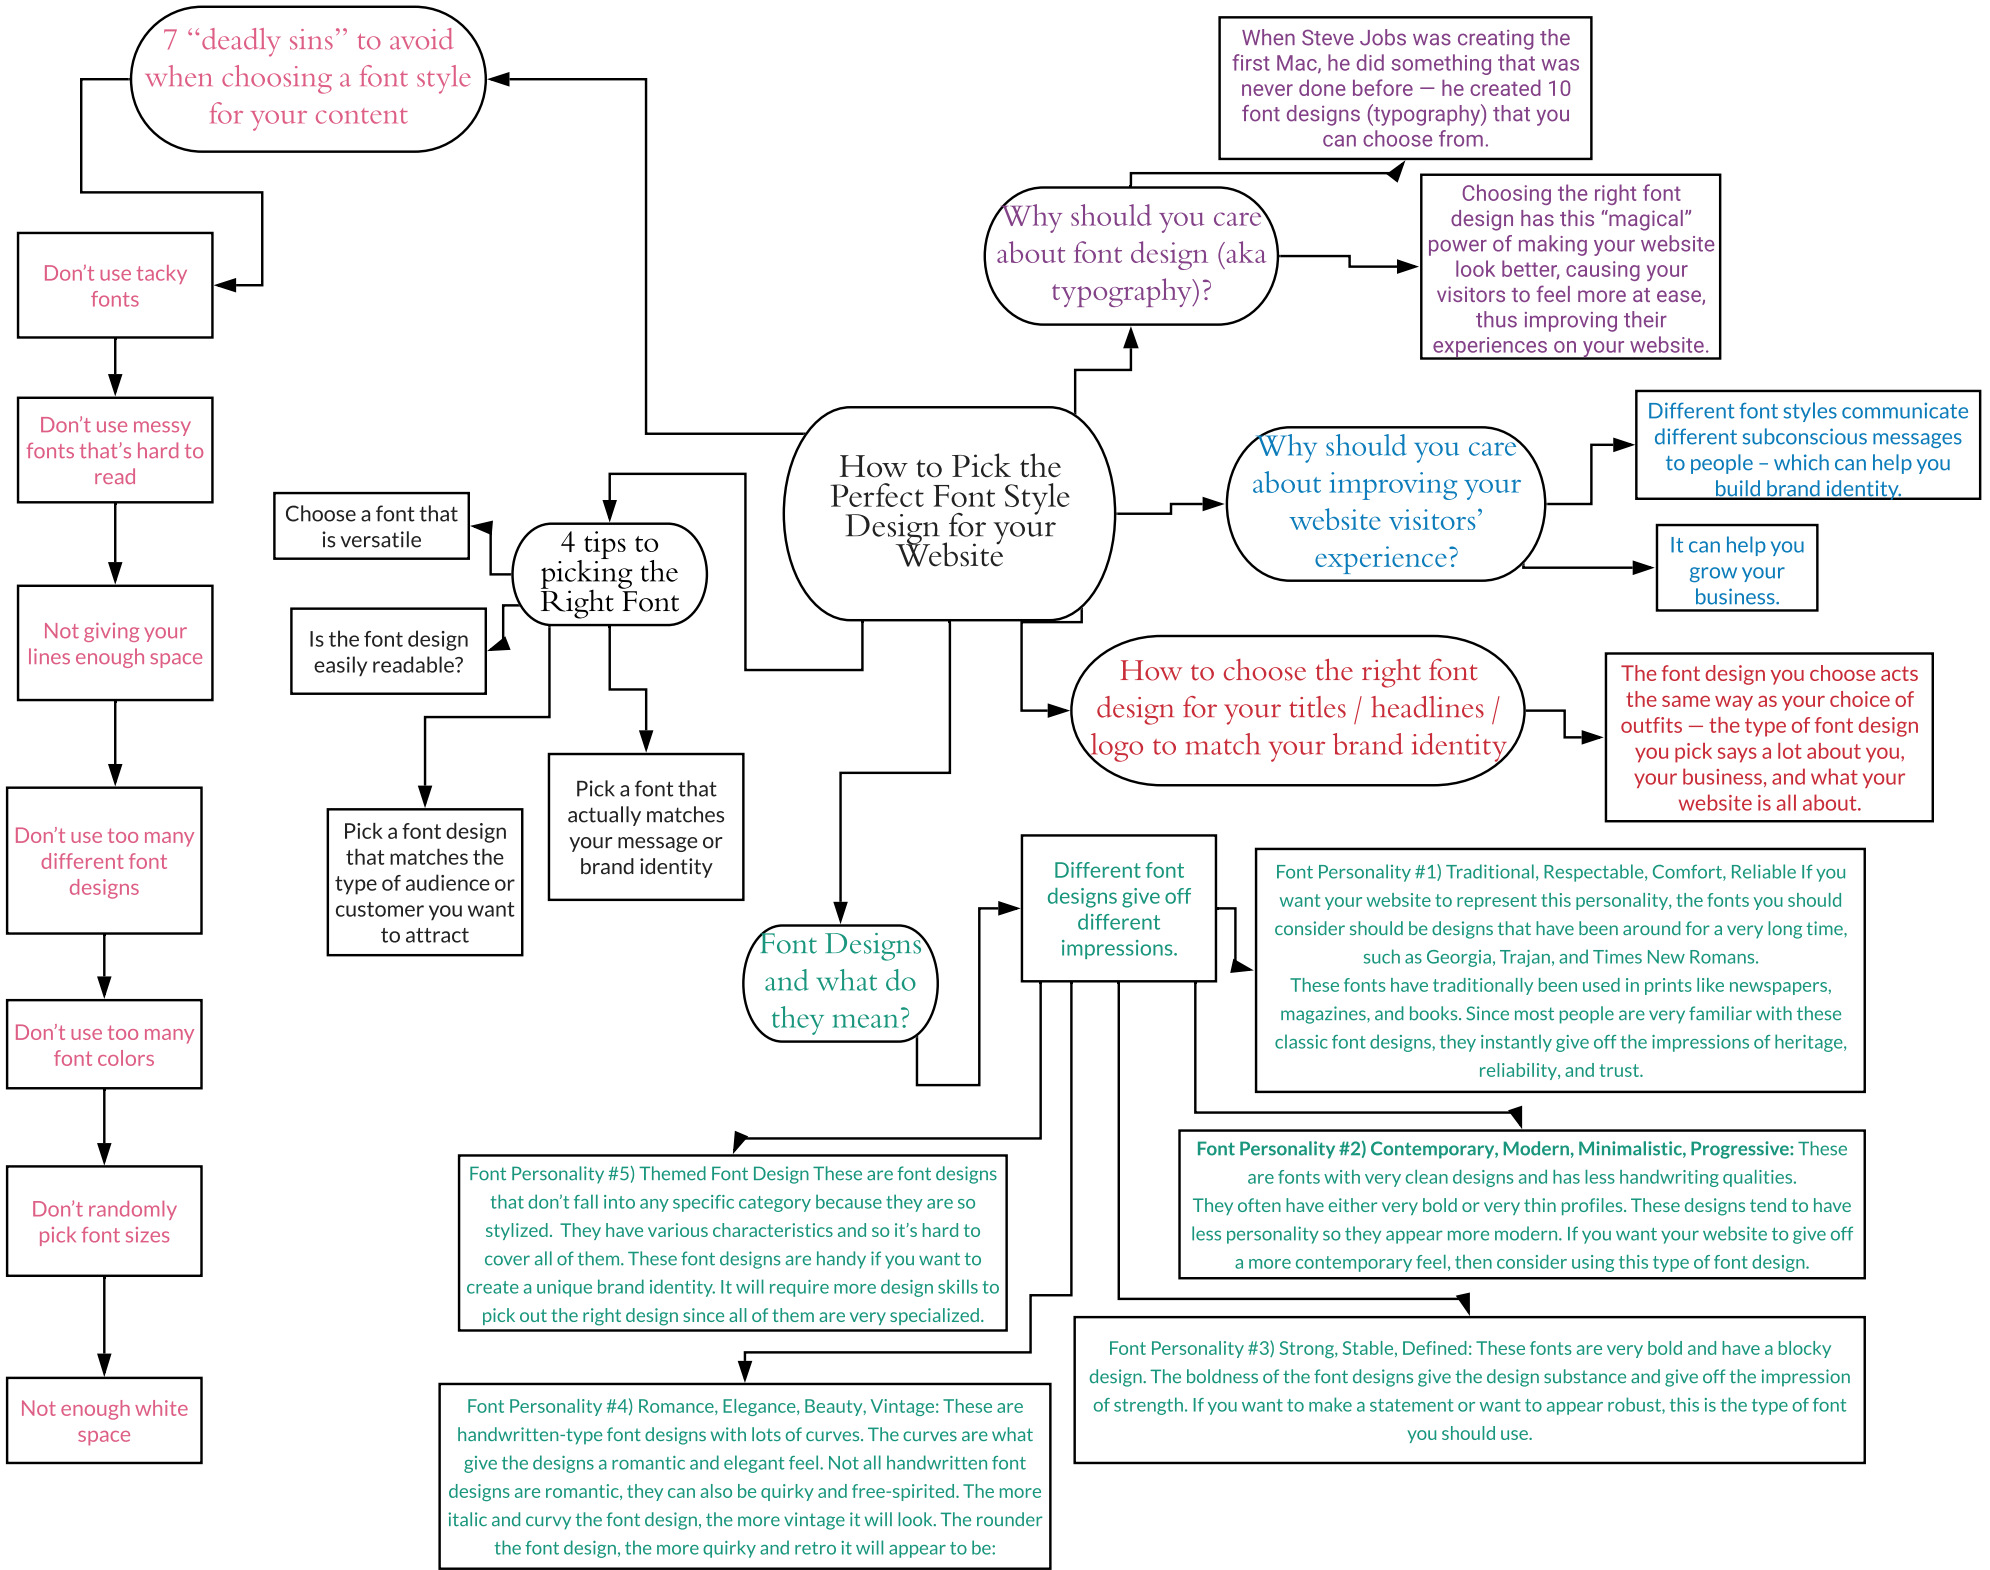 7 “deadly sins” to avoid
when choosing a font style
for your content
Don’t use tacky
fonts
Don’t use messy
fonts that’s hard to
read
Not giving your
lines enough space
Don’t use too many
different font
designs
Don’t use too many
font colors
Don’t randomly
pick font sizes
Not enough white
space
How to Pick the
Perfect Font Style
Design for your
Website
4 tips to
picking the
Right Font
Choose a font that
is versatile
Is the font design
easily readable?
Pick a font design
that matches the
type of audience or
customer you want
to attract
Pick a font that
actually matches
your message or
brand identity
Why should you care
about font design (aka
typography)?
When Steve Jobs was creating the
first Mac, he did something that was
never done before — he created 10
font designs (typography) that you
can choose from.
Choosing the right font
design has this “magical”
power of making your website
look better, causing your
visitors to feel more at ease,
thus improving their
experiences on your website.
Why should you care
about improving your
website visitors’
experience?
Different font styles communicate
different subconscious messages
to people – which can help you
build brand identity.
It can help you
grow your
business.
How to choose the right font
design for your titles / headlines /
logo to match your brand identity
The font design you choose acts
the same way as your choice of
outfits — the type of font design
you pick says a lot about you,
your business, and what your
website is all about.
Font Designs
and what do
they mean?
Different font
designs give off
different
impressions.
Font Personality #1) Traditional, Respectable, Comfort, Reliable If you
want your website to represent this personality, the fonts you should
consider should be designs that have been around for a very long time,
such as Georgia, Trajan, and Times New Romans.
These fonts have traditionally been used in prints like newspapers,
magazines, and books. Since most people are very familiar with these
classic font designs, they instantly give off the impressions of heritage,
reliability, and trust.
Font Personality #2) Contemporary, Modern, Minimalistic, Progressive: These
are fonts with very clean designs and has less handwriting qualities.
They often have either very bold or very thin profiles. These designs tend to have
less personality so they appear more modern. If you want your website to give off
a more contemporary feel, then consider using this type of font design.
Font Personality #3) Strong, Stable, Defined: These fonts are very bold and have a blocky
design. The boldness of the font designs give the design substance and give off the impression
of strength. If you want to make a statement or want to appear robust, this is the type of font
you should use.
Font Personality #5) Themed Font Design These are font designs
that don’t fall into any specific category because they are so
stylized.  They have various characteristics and so it’s hard to
cover all of them. These font designs are handy if you want to
create a unique brand identity. It will require more design skills to
pick out the right design since all of them are very specialized.
Font Personality #4) Romance, Elegance, Beauty, Vintage: These are
handwritten-type font designs with lots of curves. The curves are what
give the designs a romantic and elegant feel. Not all handwritten font
designs are romantic, they can also be quirky and free-spirited. The more
italic and curvy the font design, the more vintage it will look. The rounder
the font design, the more quirky and retro it will appear to be: